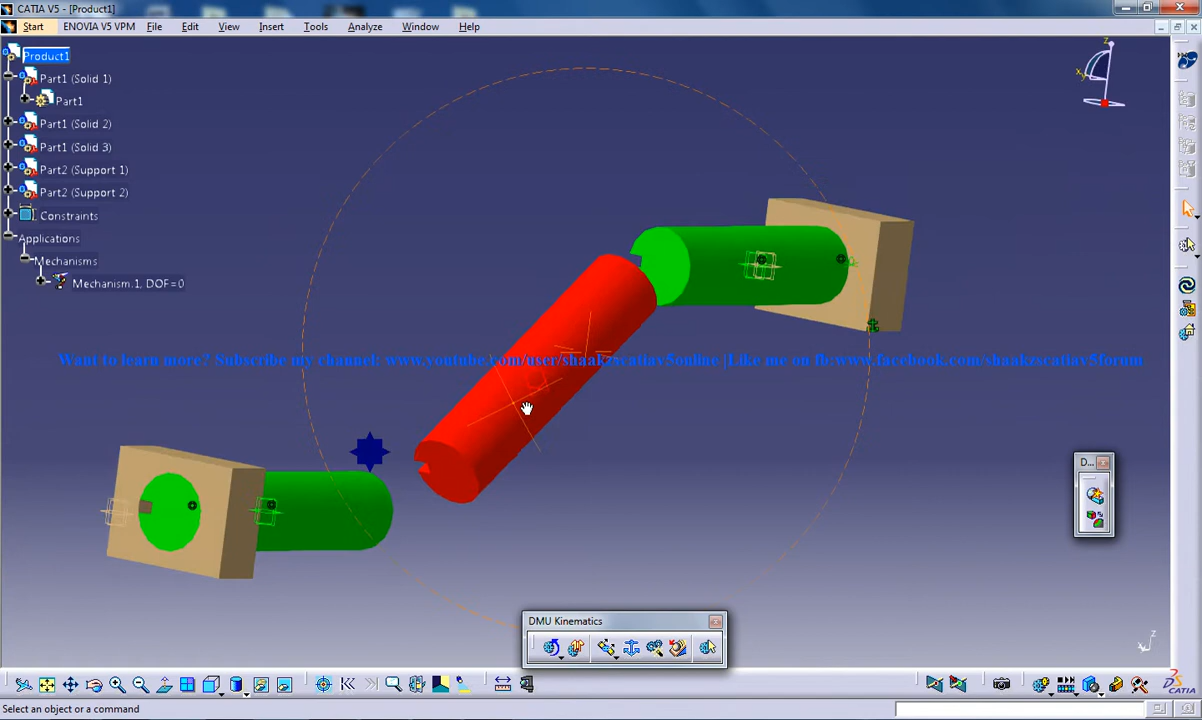 CATIA V5 - [Product1]
Start ENOVIA V5 VPM File Edit View Insert Tools Analyze Window Help
Product1
Part1 (Solid 1)
Part1
Part1 (Solid 2)
Part1 (Solid 3)
Part2 (Support 1)
Part2 (Support 2)
Constraints
Applications
Mechanisms
Mechanism.1, DOF=0
Want to learn more? Subscribe my channel: www.youtube.com/user/shaakzscatiav5online |Like me on fb:www.facebook.com/shaakzscatiav5forum
D...
DMU Kinematics
CATIA
Select an object or a command